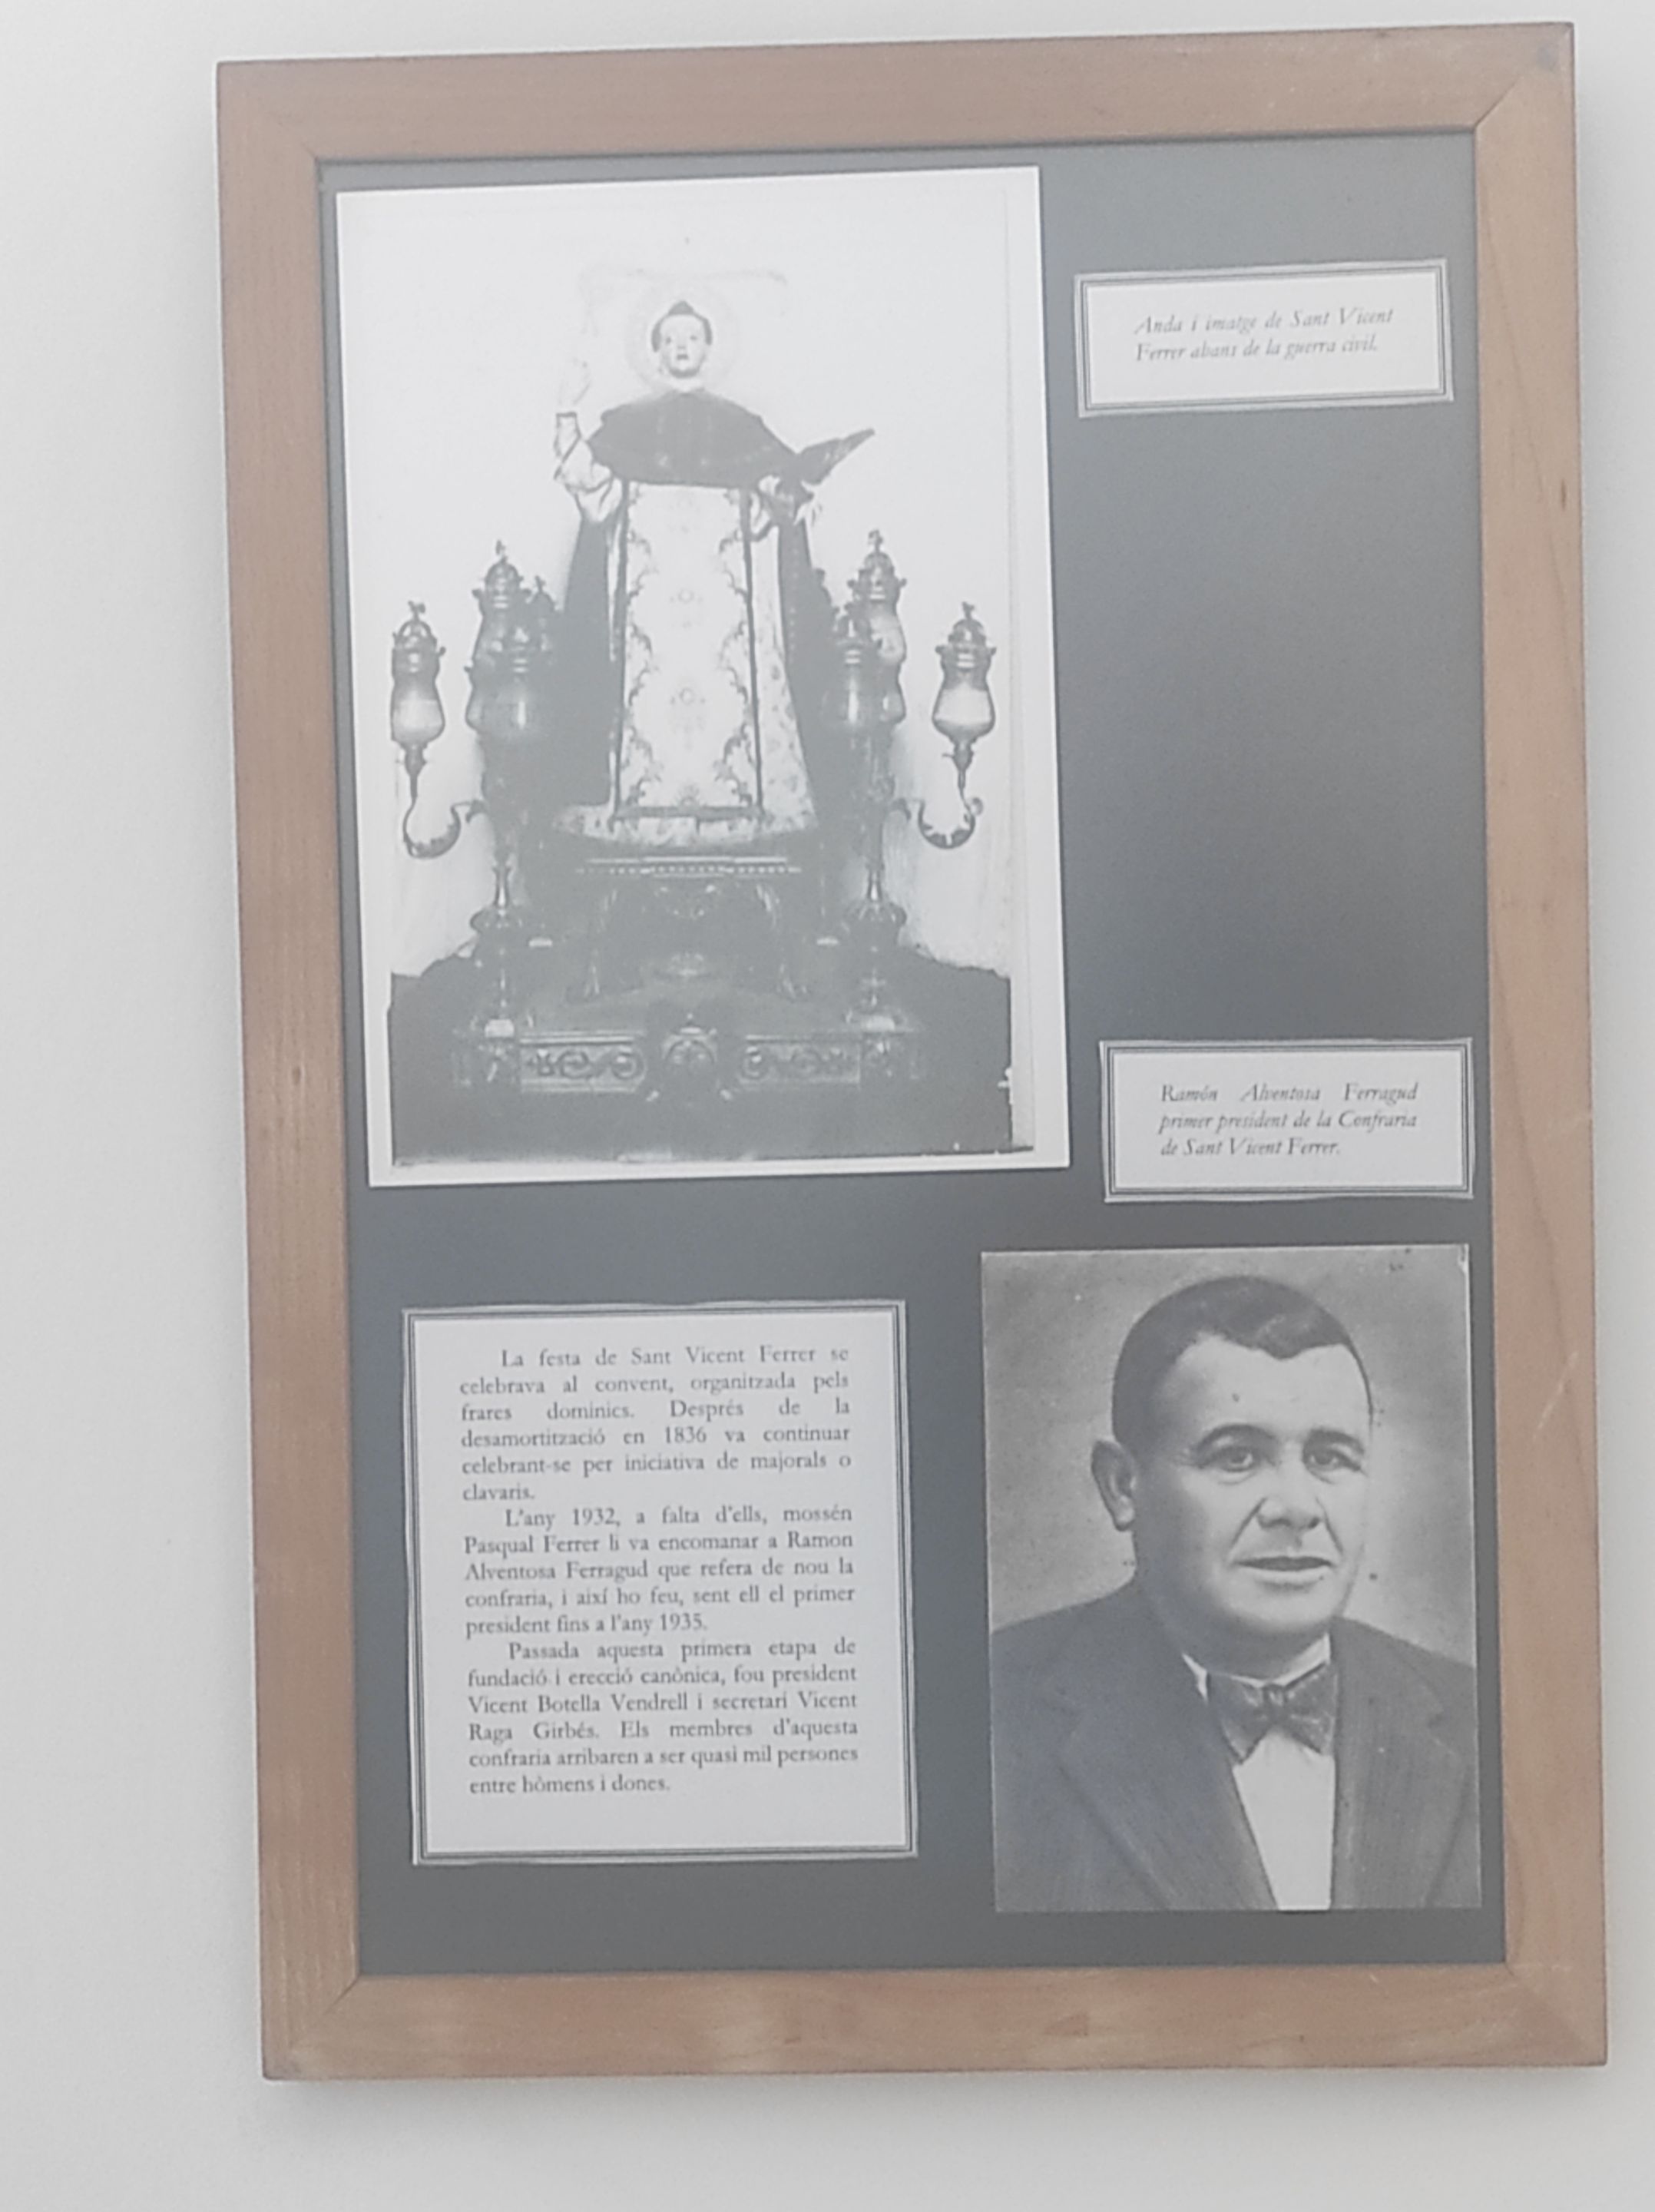 Anda i imatge de Sant Vicent
Ferrer abans de la guerra civil.
Ramón Alventosa Ferragud
primer president de la Confraria
de Sant Vicent Ferrer.
La festa de Sant Vicent Ferrer se
celebrava al convent, organitzada pels
frares dominics. Després de la
desamortització en 1836 va continuar
celebrant-se per iniciativa de majorals o
clavaris.
L'any 1932, a falta d'ells, mossén
Pasqual Ferrer li va encomanar a Ramon
Alventosa Ferragud que refera de nou la
confraria, i així ho feu, sent ell el primer
president fins a l'any 1935.
Passada aquesta primera etapa de
fundació i erecció canònica, fou president
Vicent Botella Vendrell i secretari Vicent
Raga Girbés. Els membres d'aquesta
confraria arribaren a ser quasi mil persones
entre hòmens i dones.